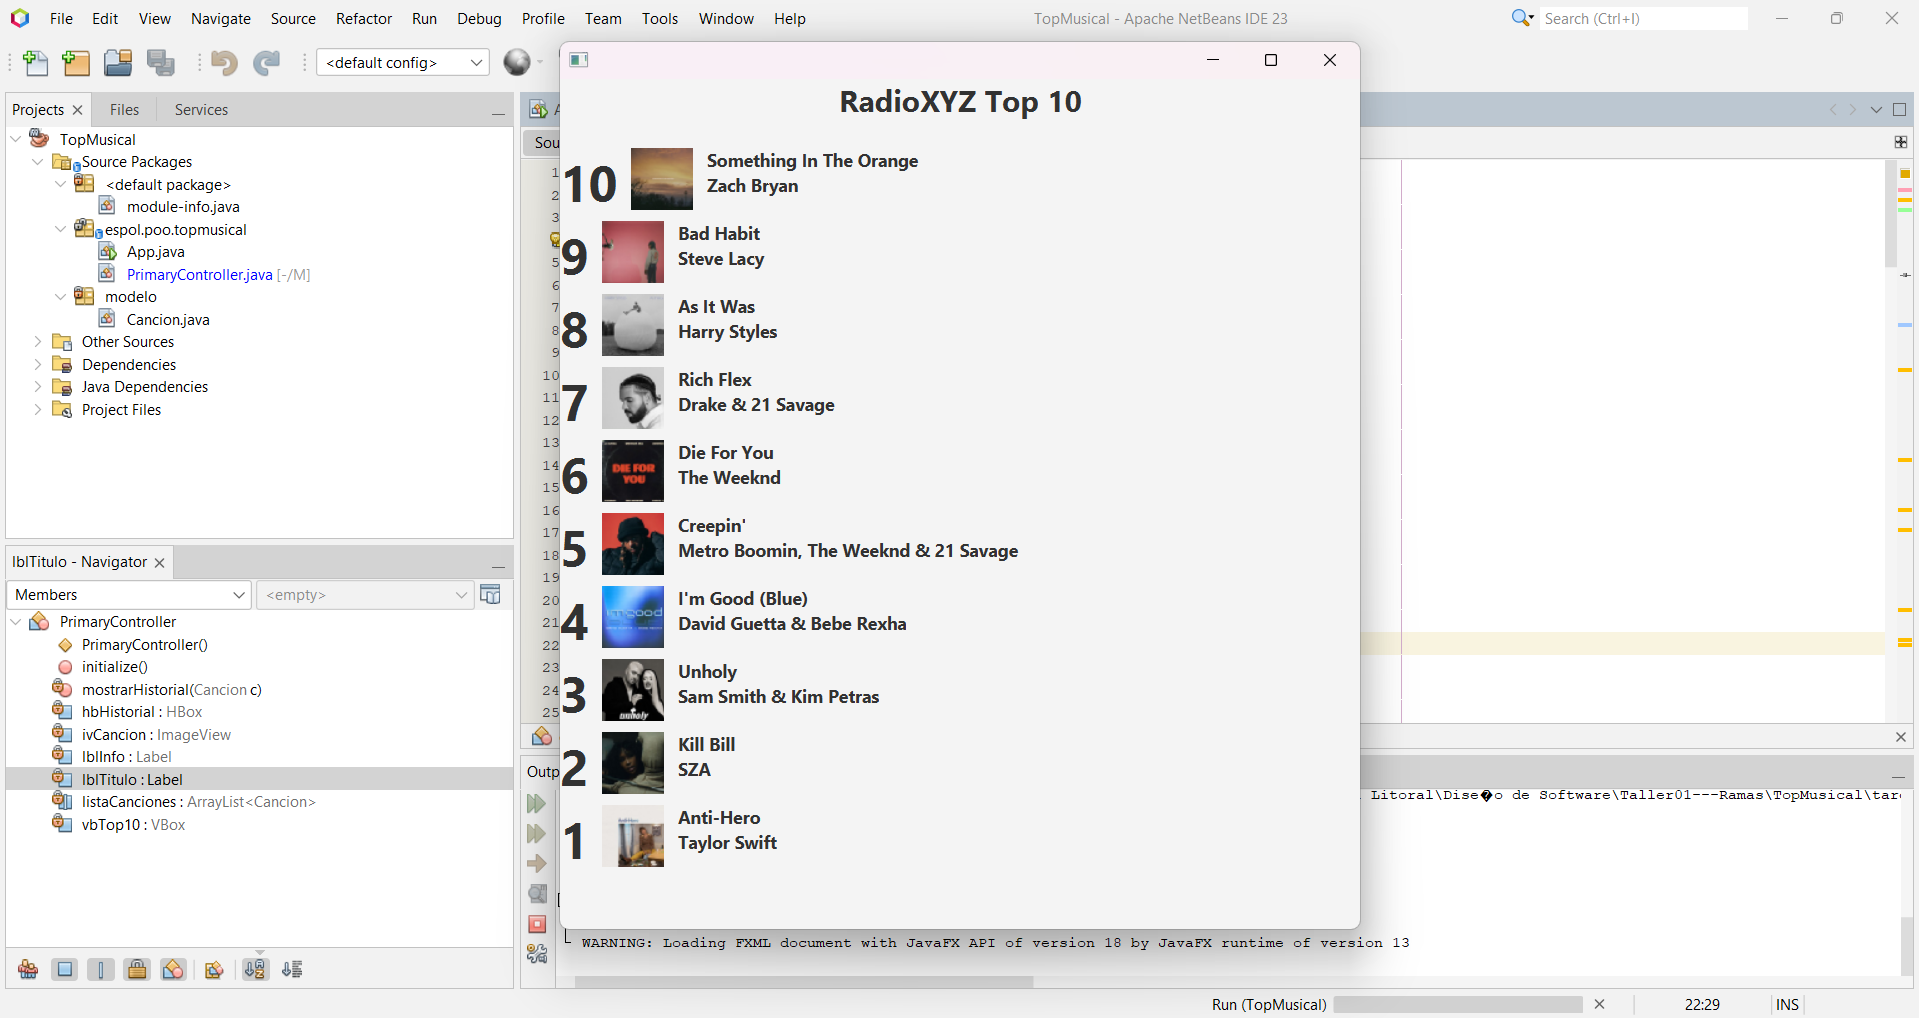 File Edit View Navigate Source Refactor Run Debug Profile Team Tools Window Help
TopMusical - Apache NetBeans IDE 23
Search (Ctrl+I)
<default config>
Projects Files Services
TopMusical
Source Packages
<default package>
module-info.java
espol.poo.topmusical
App.java
PrimaryController.java [-/M]
modelo
Cancion.java
Other Sources
Dependencies
Java Dependencies
Project Files
lblTitulo - Navigator
Members
<empty>
PrimaryController
PrimaryController()
initialize()
mostrarHistorial(Cancion c)
hbHistorial : HBox
ivCancion : ImageView
lblInfo : Label
lblTitulo : Label
listaCanciones : ArrayList<Cancion>
vbTop10 : VBox
Sou
1
2
3
5
6
7
8
9
10
11
12
13
14
15
16
17
18
19
20
21
22
23
24
25
RadioXYZ Top 10
10
Something In The Orange
Zach Bryan
9
Bad Habit
Steve Lacy
8
As It Was
Harry Styles
7
Rich Flex
Drake & 21 Savage
6
DIE FOR
YOU
Die For You
The Weeknd
5
Creepin'
Metro Boomin, The Weeknd & 21 Savage
4
i'm good
I'm Good (Blue)
David Guetta & Bebe Rexha
3
unholy
Unholy
Sam Smith & Kim Petras
2
Kill Bill
SZA
1
Anti-Hero
Taylor Swift
Outp
Litoral\Dise�o de Software\Taller01---Ramas\TopMusical\tar
WARNING: Loading FXML document with JavaFX API of version 18 by JavaFX runtime of version 13
Run (TopMusical)
22:29
INS